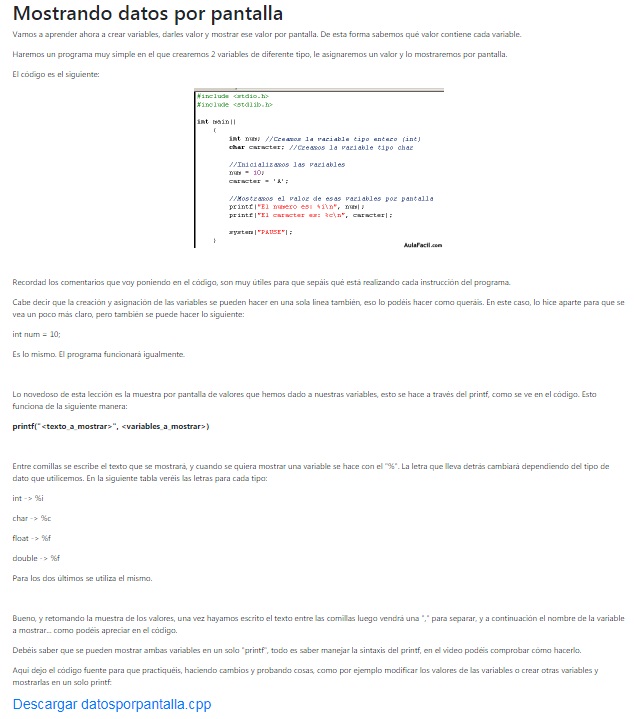 Mostrando datos por pantalla
Vamos a aprender ahora a crear variables, darles valor y mostrar ese valor por pantalla. De esta forma sabemos qué valor contiene cada variable.
Haremos un programa muy simple en el que crearemos 2 variables de diferente tipo, le asignaremos un valor y lo mostraremos por pantalla.
El código es el siguiente:
#include <stdio.h>
#include <stdlib.h>
int main()
{
int num; //Creamos la variable tipo entero (int)
char caracter; //Creamos la variable tipo char
//Inicializamos las variables
num = 10;
caracter = 'A';
//Mostramos el valor de esas variables por pantalla
printf("El numero es: %i\n", num);
printf("El caracter es: %c\n", caracter);
system("PAUSE");
}
AulaFacil.com
Recordad los comentarios que voy poniendo en el código, son muy útiles para que sepáis qué está realizando cada instrucción del programa.
Cabe decir que la creación y asignación de las variables se pueden hacer en una sola línea también, eso lo podéis hacer como queráis. En este caso, lo hice aparte para que se
vea un poco más claro, pero también se puede hacer lo siguiente:
int num = 10;
Es lo mismo. El programa funcionará igualmente.
Lo novedoso de esta lección es la muestra por pantalla de valores que hemos dado a nuestras variables, esto se hace a través del printf, como se ve en el código. Esto
funciona de la siguiente manera:
printf("<texto_a_mostrar>", <variables_a_mostrar>)
Entre comillas se escribe el texto que se mostrará, y cuando se quiera mostrar una variable se hace con el "%". La letra que lleva detrás cambiará dependiendo del tipo de
dato que utilicemos. En la siguiente tabla veréis las letras para cada tipo:
int -> %i
char -> %c
float -> %f
double -> %f
Para los dos últimos se utiliza el mismo.
Bueno, y retomando la muestra de los valores, una vez hayamos escrito el texto entre las comillas luego vendrá una "," para separar, y a continuación el nombre de la variable
a mostrar... como podéis apreciar en el código.
Debéis saber que se pueden mostrar ambas variables en un solo "printf", todo es saber manejar la sintaxis del printf, en el video podéis comprobar cómo hacerlo.
Aquí dejo el código fuente para que practiquéis, haciendo cambios y probando cosas, como por ejemplo modificar los valores de las variables o crear otras variables y
mostrarlas en un solo printf:
Descargar datosporpantalla.cpp